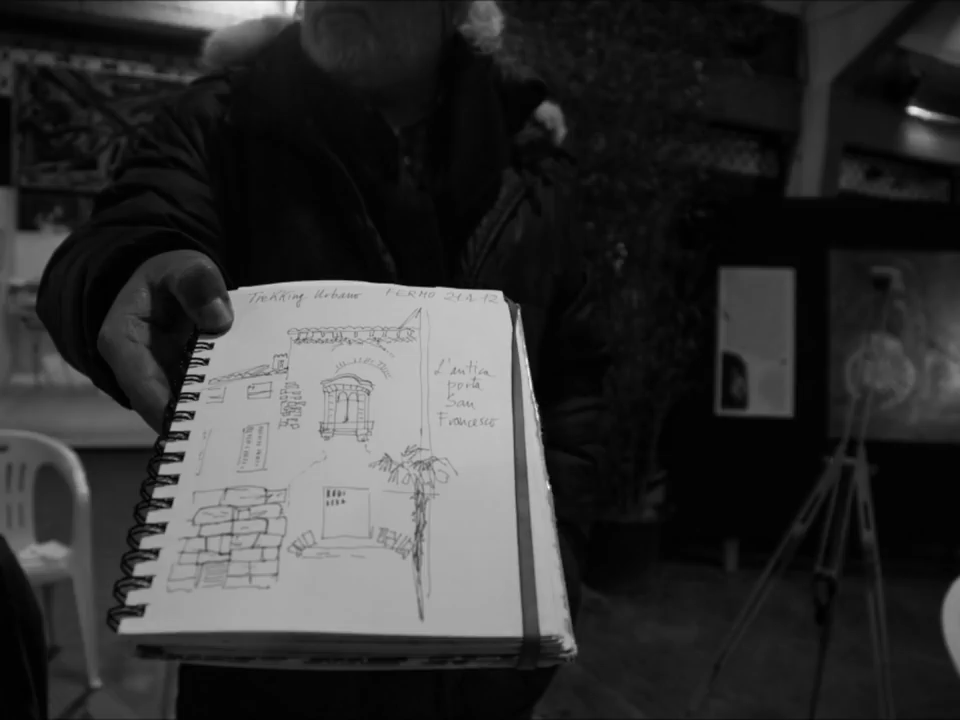 Trekking Urbano FERMO 21.4.12
L'antica
porta
San
Francesco